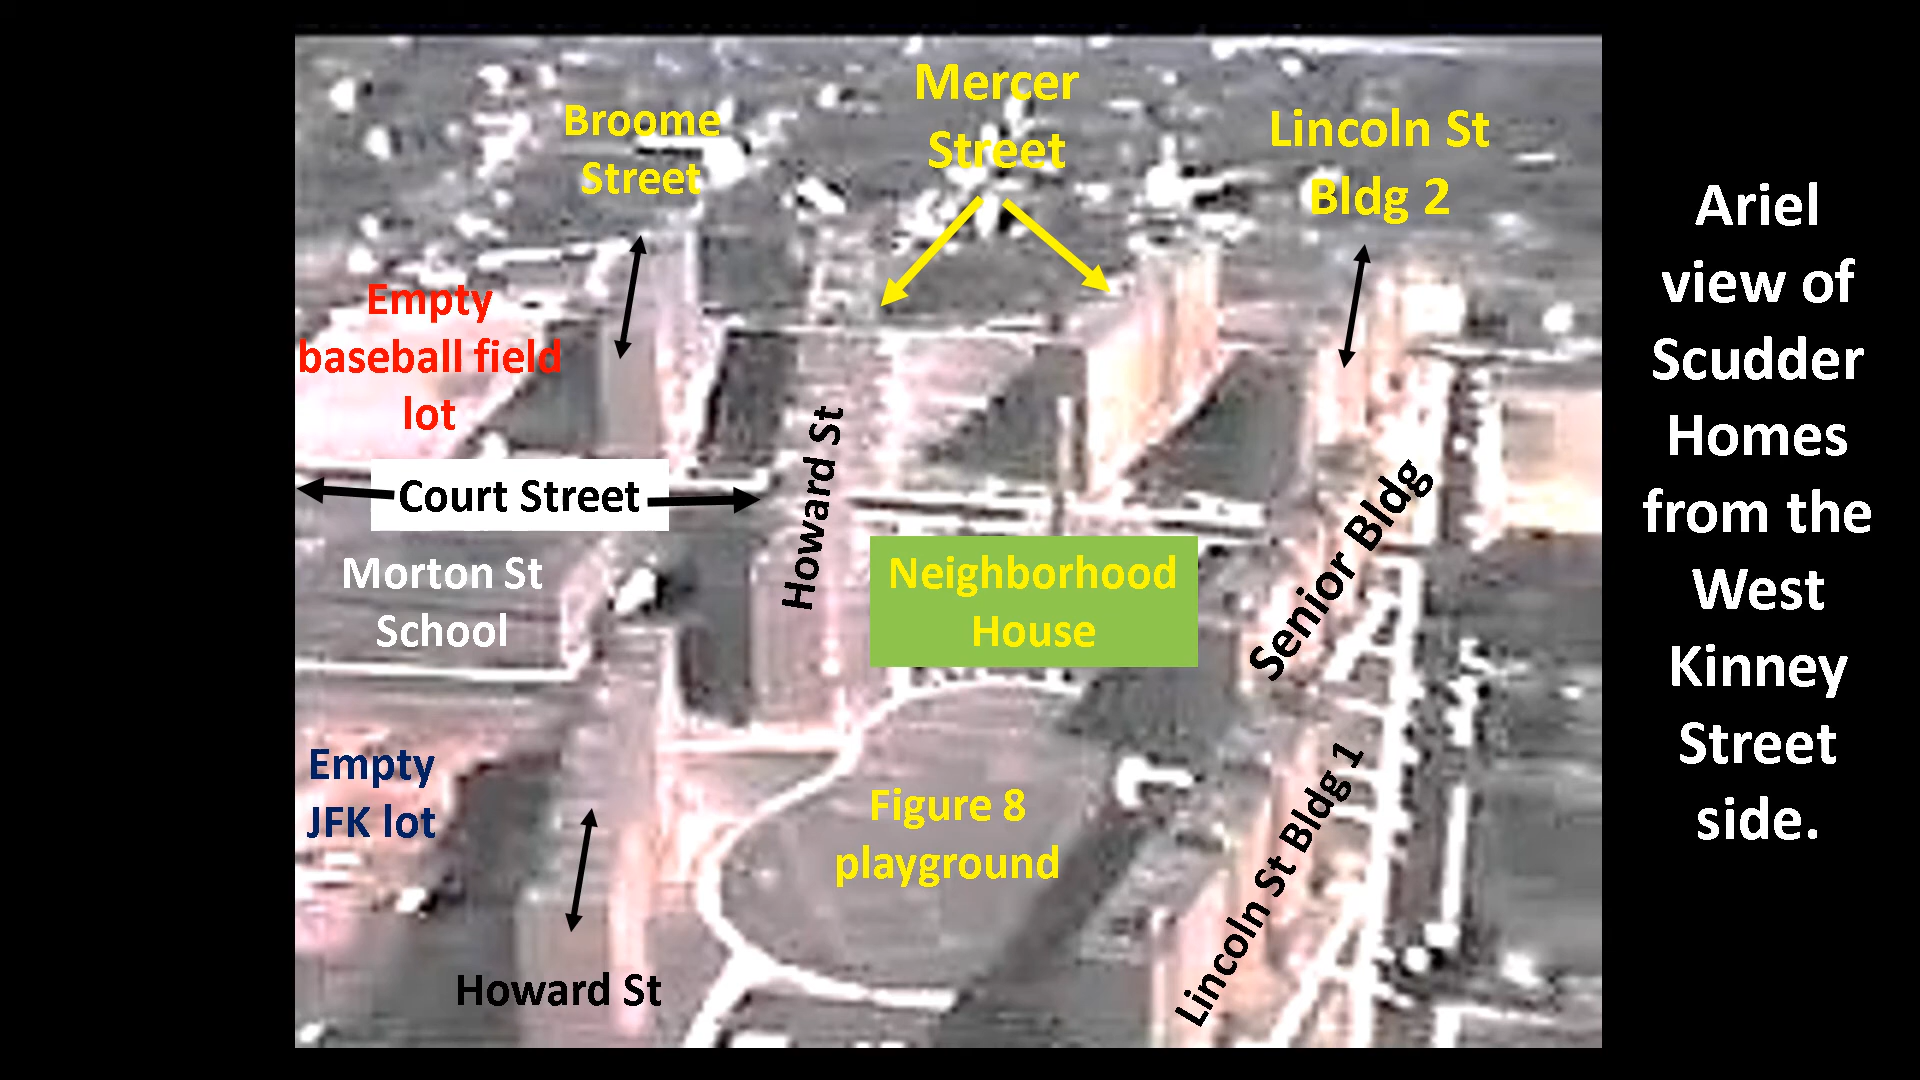 Mercer
Street
Broome
Street
Lincoln St
Bldg 2
Empty
baseball field
lot
Howard St
Court Street
Senior Bldg
Morton St
School
Neighborhood
House
Empty
JFK lot
Figure 8
playground
Lincoln St Bldg 1
Howard St
Ariel
view of
Scudder
Homes
from the
West
Kinney
Street
side.